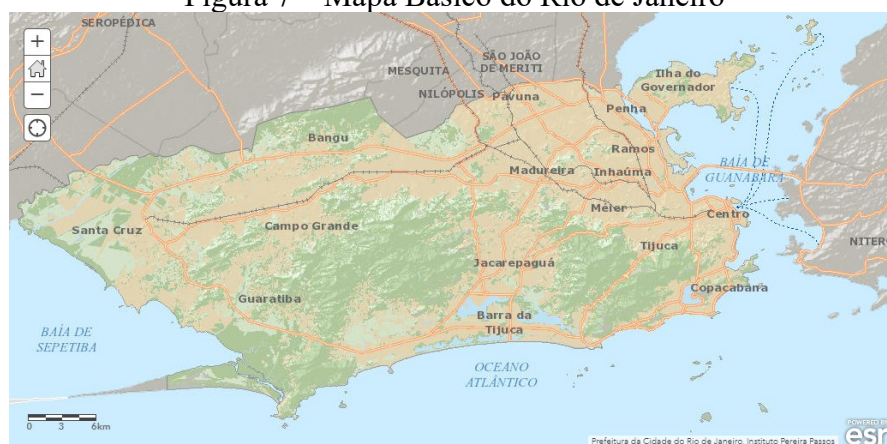 Figura 7 – Mapa Básico do Rio de Janeiro
SEROPÉDICA
SÃO JOÃO
DE MERITI
MESQUITA
NILÓPOLIS
Pavuna
Ilha do
Governador
Penha
Bangu
Ramos
BAÍA DE
GUANABARA
Madureira
Inhaúma
Méier
Centro
Santa Cruz
Campo Grande
Tijuca
NITER
Jacarepaguá
Copacabana
Guaratiba
Barra da
Tijuca
BAÍA DE
SEPETIBA
OCEANO
ATLÂNTICO
0 3 6km
Prefeitura da Cidade do Rio de Janeiro, Instituto Pereira Passos
POWERED BY
esri